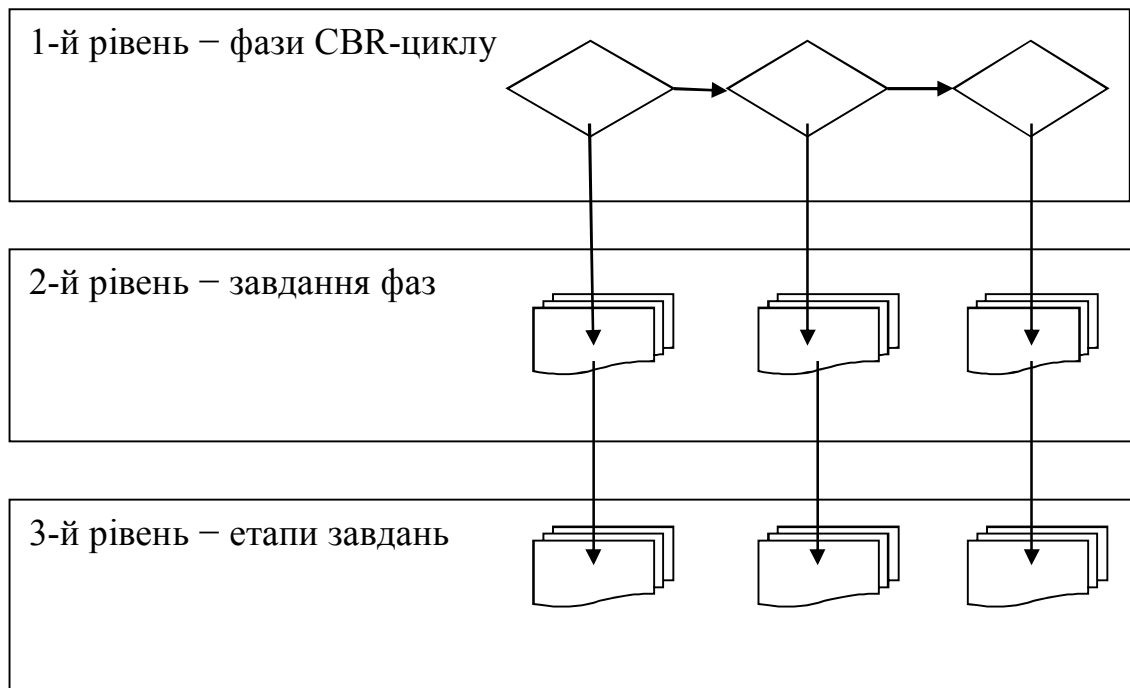 1-й рівень − фази CBR-циклу
2-й рівень − завдання фаз
3-й рівень − етапи завдань